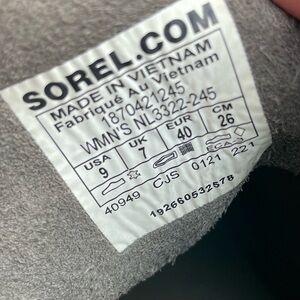 SOREL.COM
MADE IN VIETNAM
Fabriqué Au Vietnam
1870421245
WMN'S NL3322-245
USA UK EUR CM
9 7 40 26
40949 CJS 0121 221
192660532578